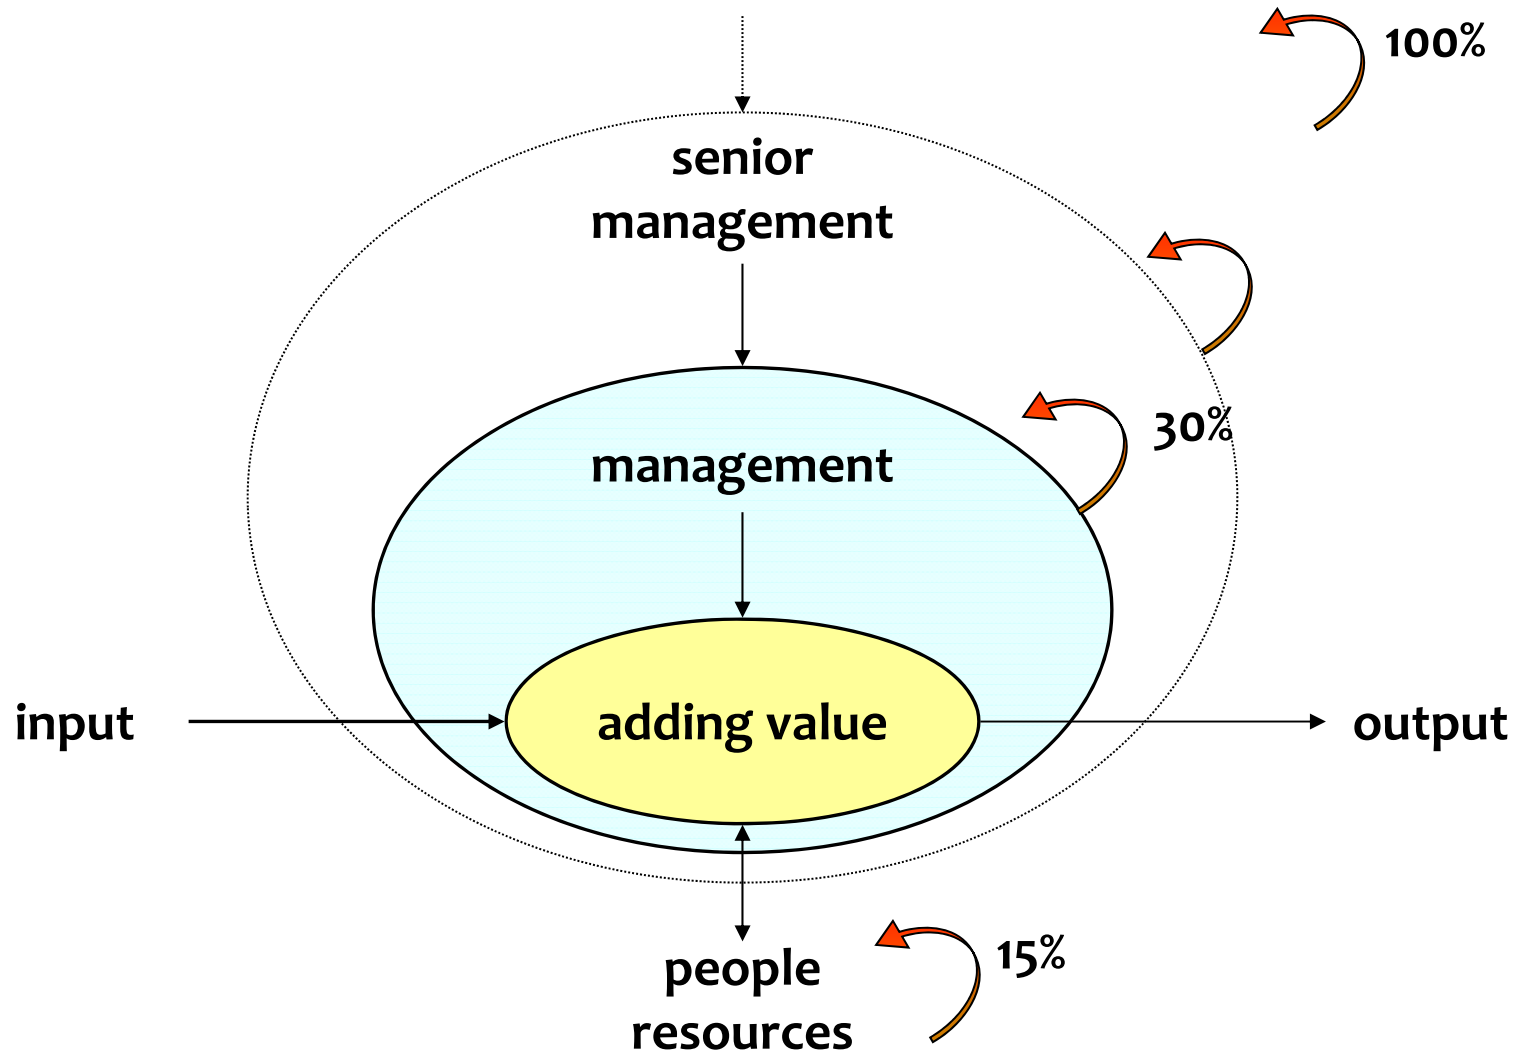 100%
senior
management
30%
management
input
adding value
output
15%
people
resources